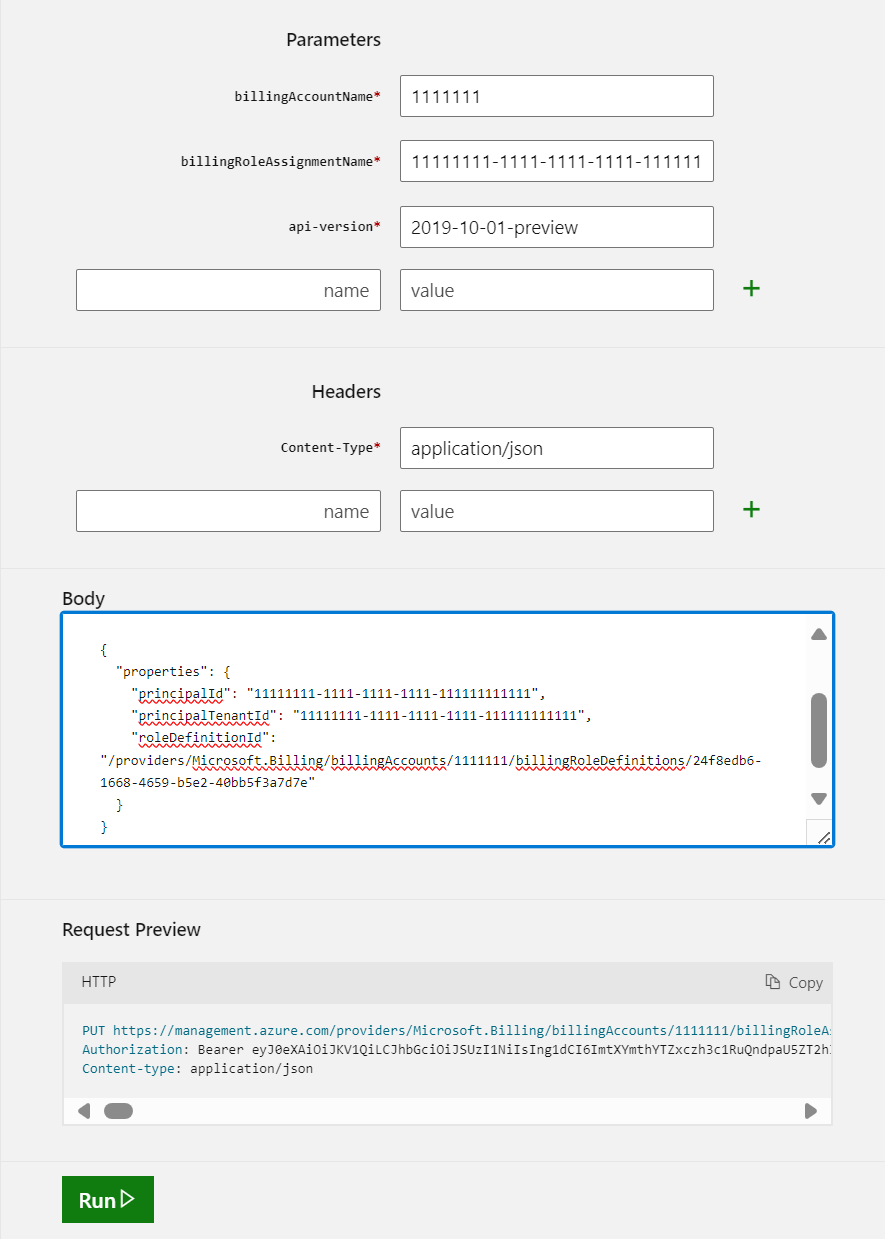 Parameters
billingAccountName* 1111111
billingRoleAssignmentName* 11111111-1111-1111-1111-111111
api-version* 2019-10-01-preview
name value +
Headers
Content-Type* application/json
name value +
Body
{
"properties": {
"principalId": "11111111-1111-1111-1111-111111111111",
"principalTenantId": "11111111-1111-1111-1111-111111111111",
"roleDefinitionId":
"/providers/Microsoft.Billing/billingAccounts/1111111/billingRoleDefinitions/24f8edb6-
1668-4659-b5e2-40bb5f3a7d7e"
}
}
Request Preview
HTTP Copy
PUT https://management.azure.com/providers/Microsoft.Billing/billingAccounts/1111111/billingRoleAs
Authorization: Bearer eyJ0eXAiOiJKV1QiLCJhbGciOiJSUzI1NiIsIng1dCI6ImtXYmthYTZxczh3c1RuQndpaU5ZT2h
Content-type: application/json
Run